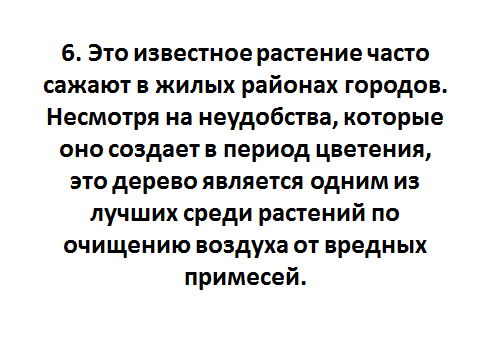 6. Это известное растение часто
сажают в жилых районах городов.
Несмотря на неудобства, которые
оно создает в период цветения,
это дерево является одним из
лучших среди растений по
очищению воздуха от вредных
примесей.